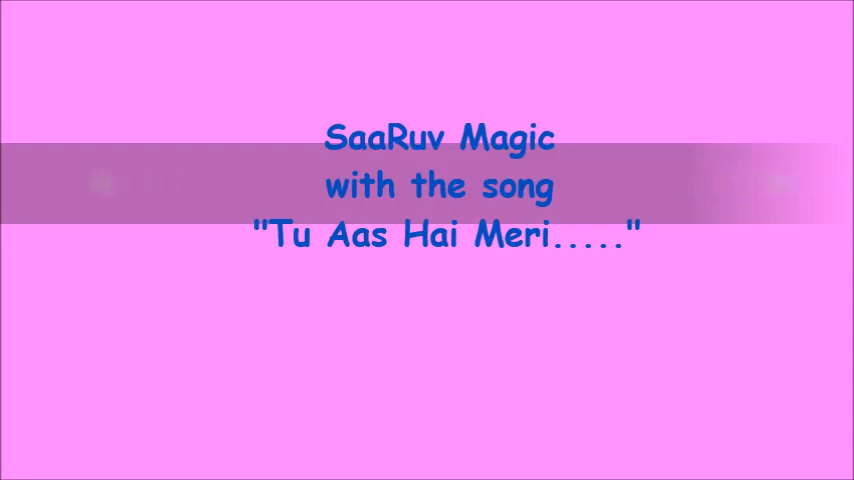 SaaRuv Magic
with the song
"Tu Aas Hai Meri....."